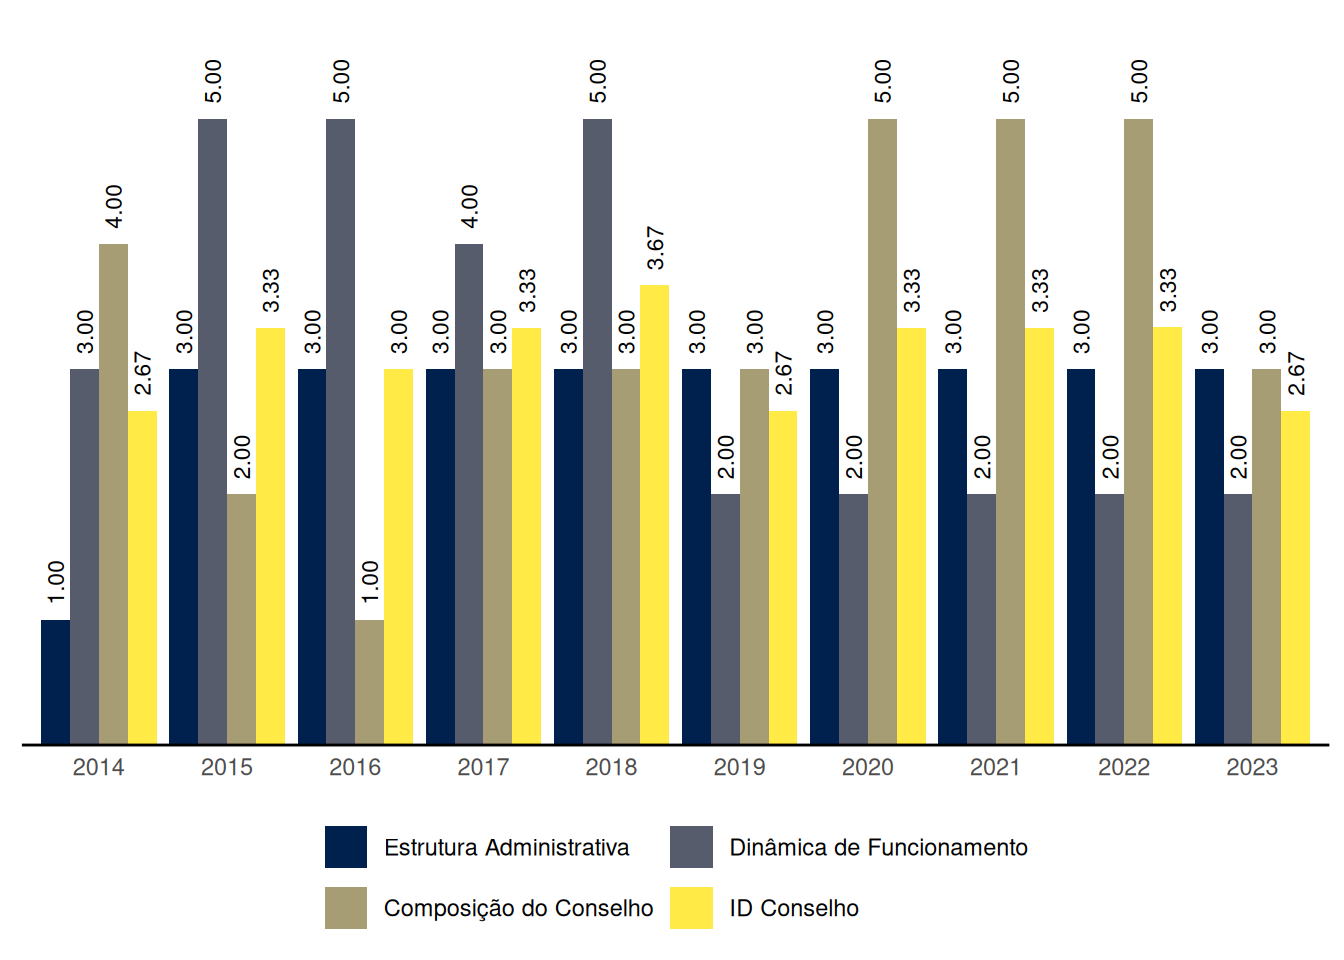 5.00 5.00 5.00 5.00 5.00 5.00
4.00 4.00
3.67
3.33 3.33 3.33 3.33 3.33
3.00 3.00 3.00 3.00 3.00 3.00 3.00 3.00 3.00 3.00 3.00 3.00 3.00 3.00 3.00
2.67 2.67 2.67
2.00 2.00 2.00 2.00 2.00 2.00
1.00 1.00
2014 2015 2016 2017 2018 2019 2020 2021 2022 2023
Estrutura Administrativa Dinâmica de Funcionamento
Composição do Conselho ID Conselho